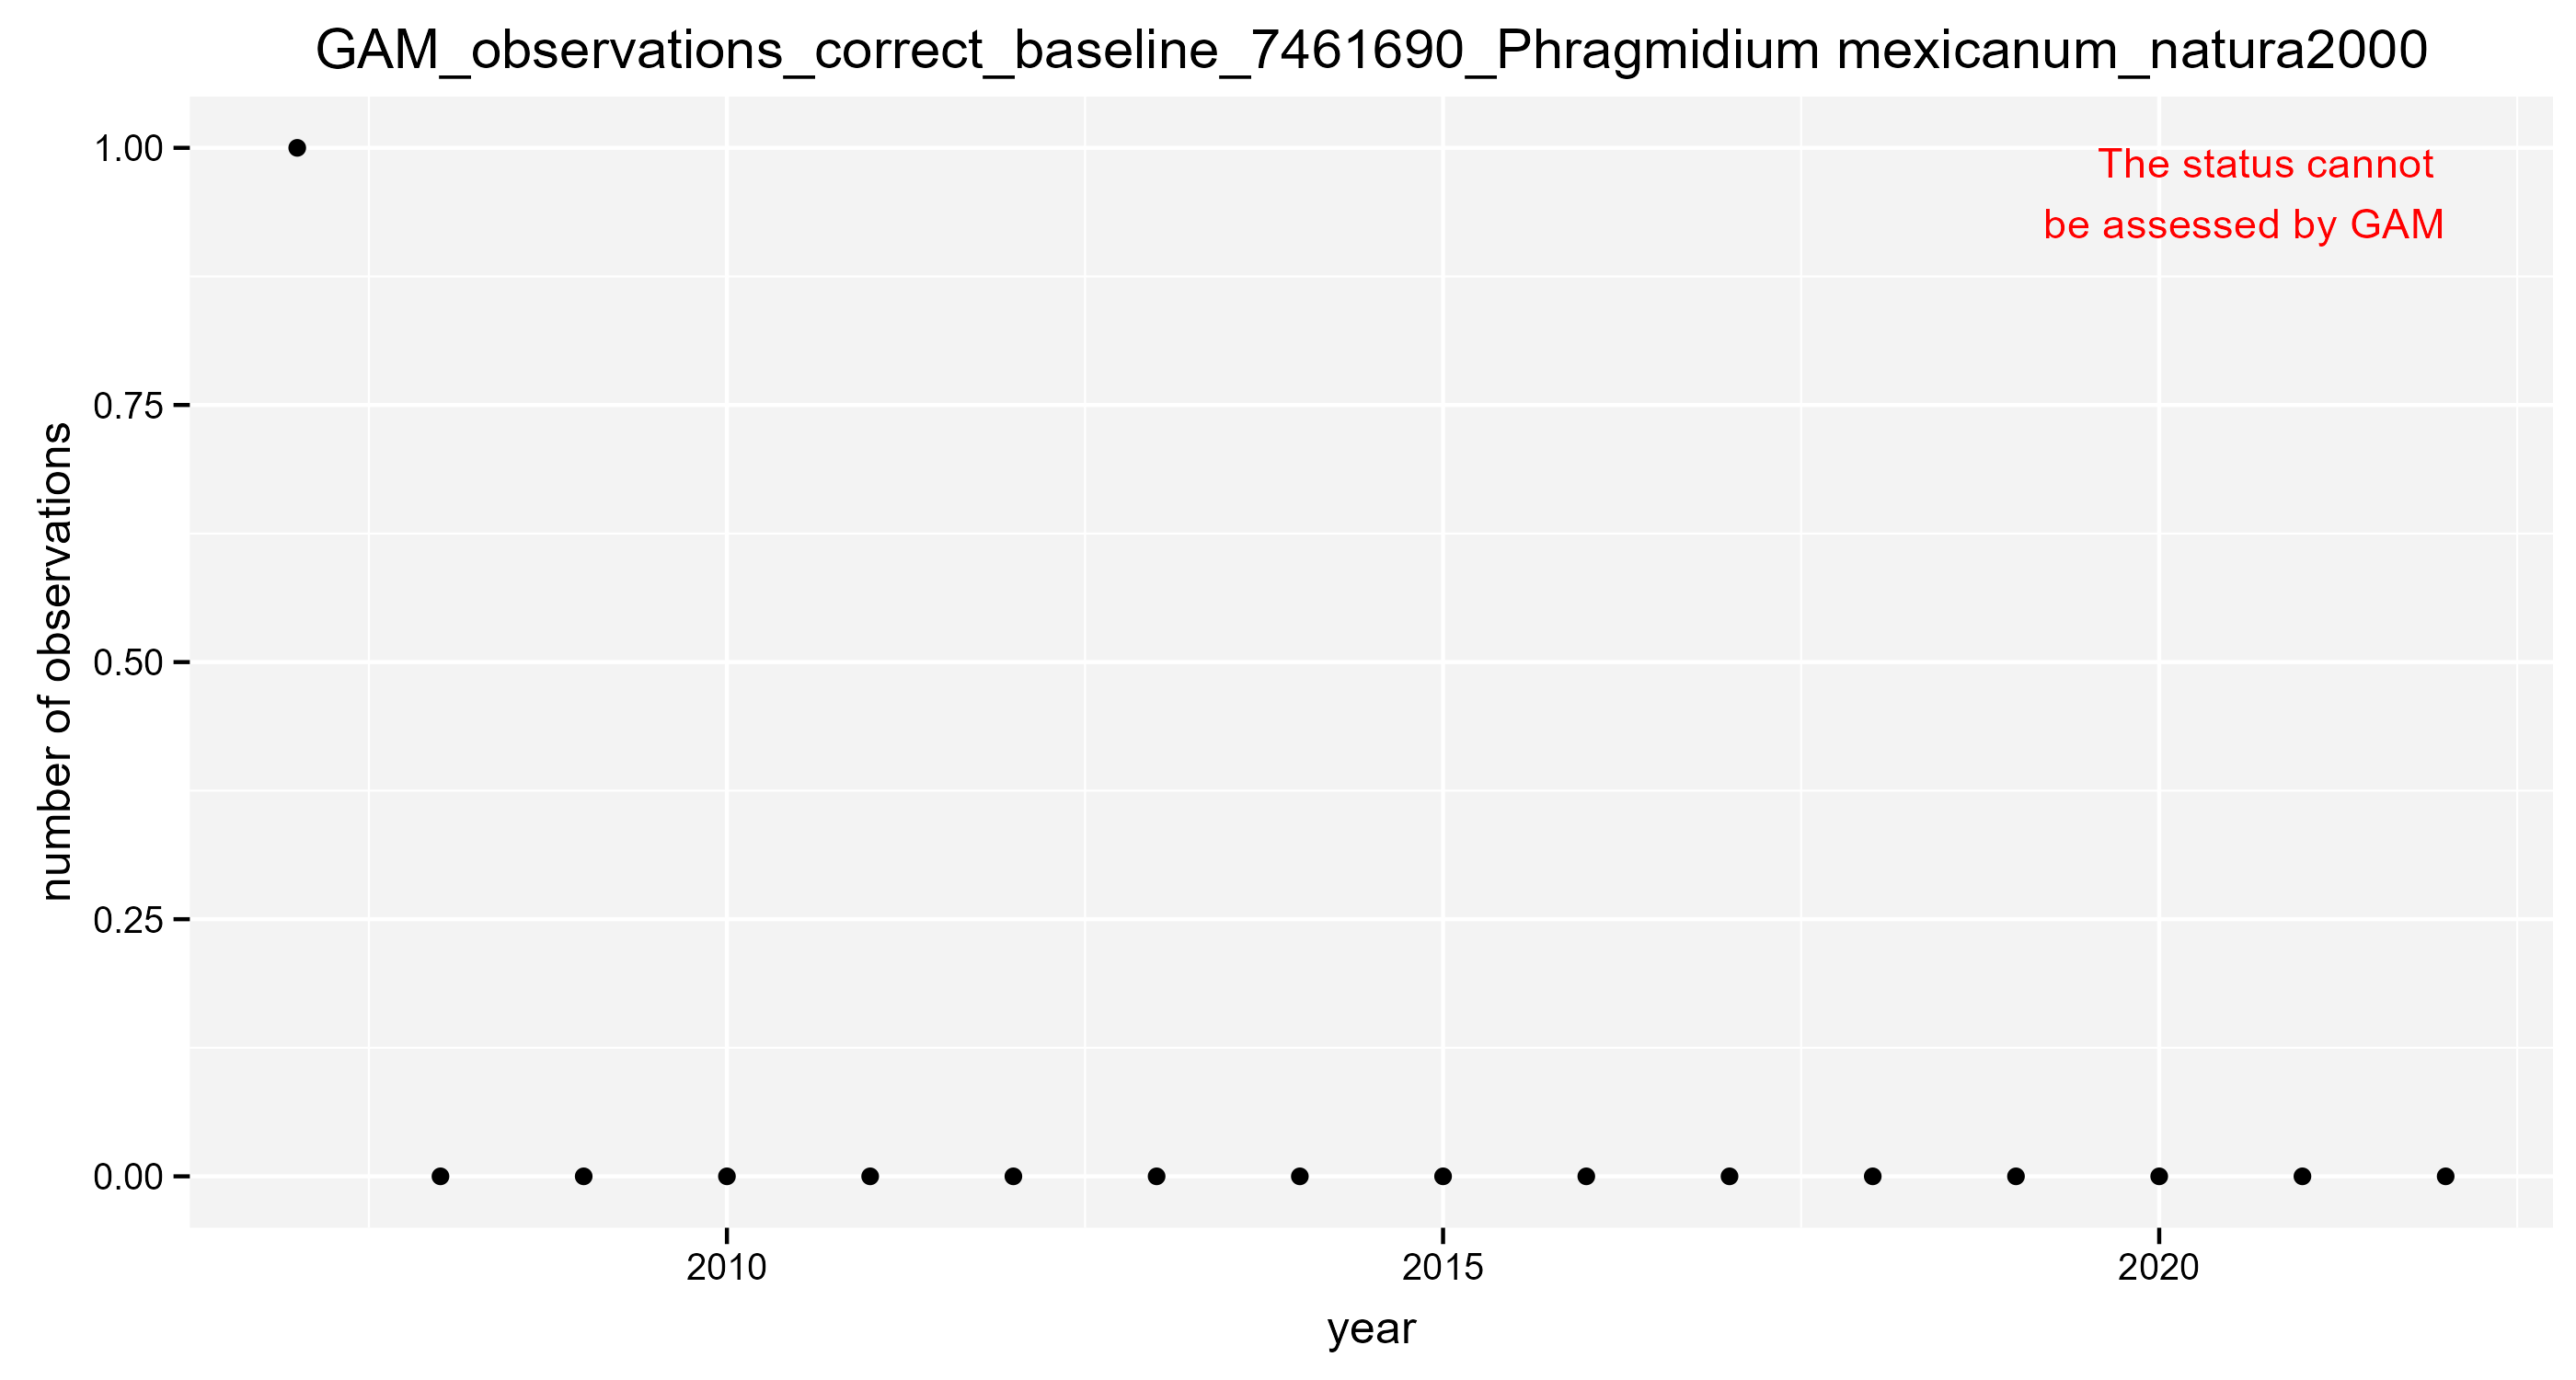 GAM_observations_correct_baseline_7461690_Phragmidium mexicanum_natura2000
1.00
The status cannot
be assessed by GAM
0.75
0.50
0.25
0.00
number of observations
2010
2015
2020
year